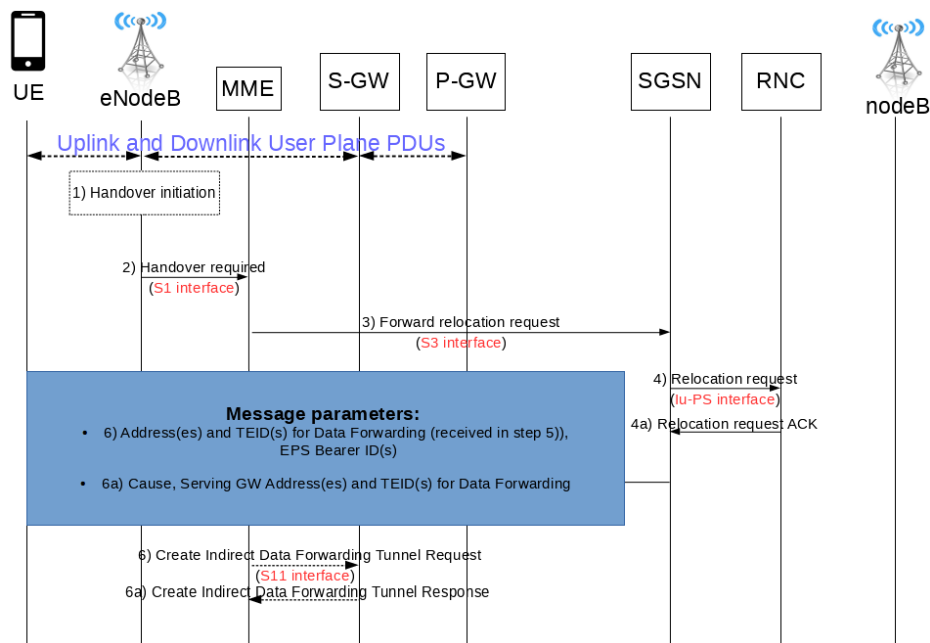 UE
eNodeB
MME
S-GW
P-GW
SGSN
RNC
nodeB
Uplink and Downlink User Plane PDUs
1) Handover initiation
2) Handover required
(S1 interface)
3) Forward relocation request
(S3 interface)
4) Relocation request
(Iu-PS interface)
4a) Relocation request ACK
Message parameters:
• 6) Address(es) and TEID(s) for Data Forwarding (received in step 5)),
EPS Bearer ID(s)
• 6a) Cause, Serving GW Address(es) and TEID(s) for Data Forwarding
6) Create Indirect Data Forwarding Tunnel Request
(S11 interface)
6a) Create Indirect Data Forwarding Tunnel Response